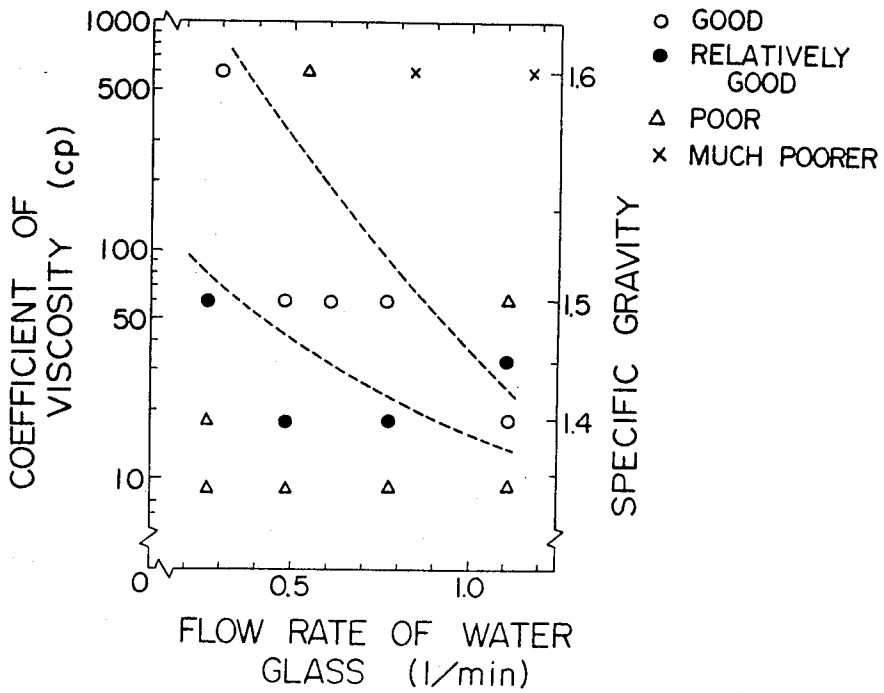 1000
500
100
50
10
0
COEFFICIENT OF
VISCOSITY (cp)
0.5
1.0
FLOW RATE OF WATER
GLASS (l/min)
1.6
1.5
1.4
SPECIFIC GRAVITY
GOOD
RELATIVELY
GOOD
POOR
MUCH POORER